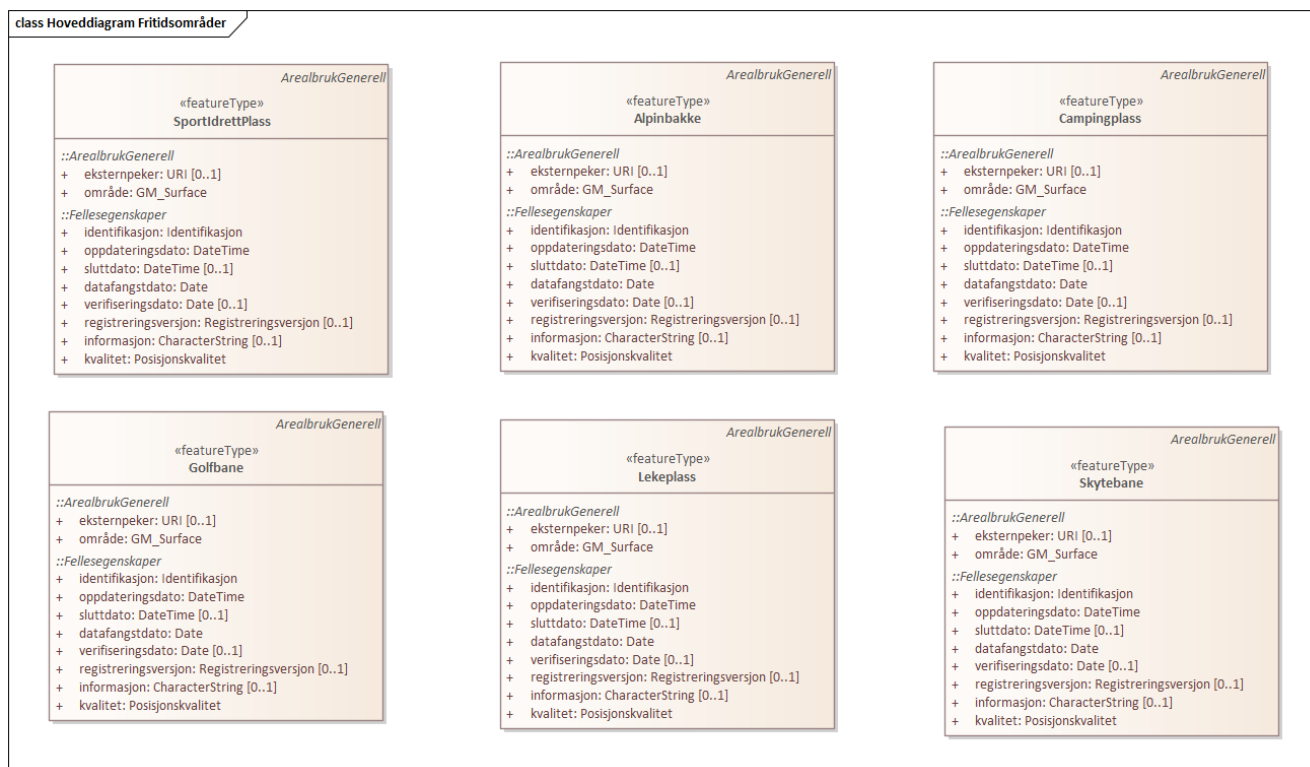 class Hoveddiagram Fritidsområder
ArealbrukGenerell
«featureType»
SportIdrettPlass
::ArealbrukGenerell
+ eksternpeker: URI [0..1]
+ område: GM_Surface
::Fellesegenskaper
+ identifikasjon: Identifikasjon
+ oppdateringsdato: DateTime
+ sluttdato: DateTime [0..1]
+ datafangstdato: Date
+ verifiseringsdato: Date [0..1]
+ registreringsversjon: Registreringsversjon [0..1]
+ informasjon: CharacterString [0..1]
+ kvalitet: Posisjonskvalitet
ArealbrukGenerell
«featureType»
Alpinbakke
::ArealbrukGenerell
+ eksternpeker: URI [0..1]
+ område: GM_Surface
::Fellesegenskaper
+ identifikasjon: Identifikasjon
+ oppdateringsdato: DateTime
+ sluttdato: DateTime [0..1]
+ datafangstdato: Date
+ verifiseringsdato: Date [0..1]
+ registreringsversjon: Registreringsversjon [0..1]
+ informasjon: CharacterString [0..1]
+ kvalitet: Posisjonskvalitet
ArealbrukGenerell
«featureType»
Campingplass
::ArealbrukGenerell
+ eksternpeker: URI [0..1]
+ område: GM_Surface
::Fellesegenskaper
+ identifikasjon: Identifikasjon
+ oppdateringsdato: DateTime
+ sluttdato: DateTime [0..1]
+ datafangstdato: Date
+ verifiseringsdato: Date [0..1]
+ registreringsversjon: Registreringsversjon [0..1]
+ informasjon: CharacterString [0..1]
+ kvalitet: Posisjonskvalitet
ArealbrukGenerell
«featureType»
Golfbane
::ArealbrukGenerell
+ eksternpeker: URI [0..1]
+ område: GM_Surface
::Fellesegenskaper
+ identifikasjon: Identifikasjon
+ oppdateringsdato: DateTime
+ sluttdato: DateTime [0..1]
+ datafangstdato: Date
+ verifiseringsdato: Date [0..1]
+ registreringsversjon: Registreringsversjon [0..1]
+ informasjon: CharacterString [0..1]
+ kvalitet: Posisjonskvalitet
ArealbrukGenerell
«featureType»
Lekeplass
::ArealbrukGenerell
+ eksternpeker: URI [0..1]
+ område: GM_Surface
::Fellesegenskaper
+ identifikasjon: Identifikasjon
+ oppdateringsdato: DateTime
+ sluttdato: DateTime [0..1]
+ datafangstdato: Date
+ verifiseringsdato: Date [0..1]
+ registreringsversjon: Registreringsversjon [0..1]
+ informasjon: CharacterString [0..1]
+ kvalitet: Posisjonskvalitet
ArealbrukGenerell
«featureType»
Skytebane
::ArealbrukGenerell
+ eksternpeker: URI [0..1]
+ område: GM_Surface
::Fellesegenskaper
+ identifikasjon: Identifikasjon
+ oppdateringsdato: DateTime
+ sluttdato: DateTime [0..1]
+ datafangstdato: Date
+ verifiseringsdato: Date [0..1]
+ registreringsversjon: Registreringsversjon [0..1]
+ informasjon: CharacterString [0..1]
+ kvalitet: Posisjonskvalitet